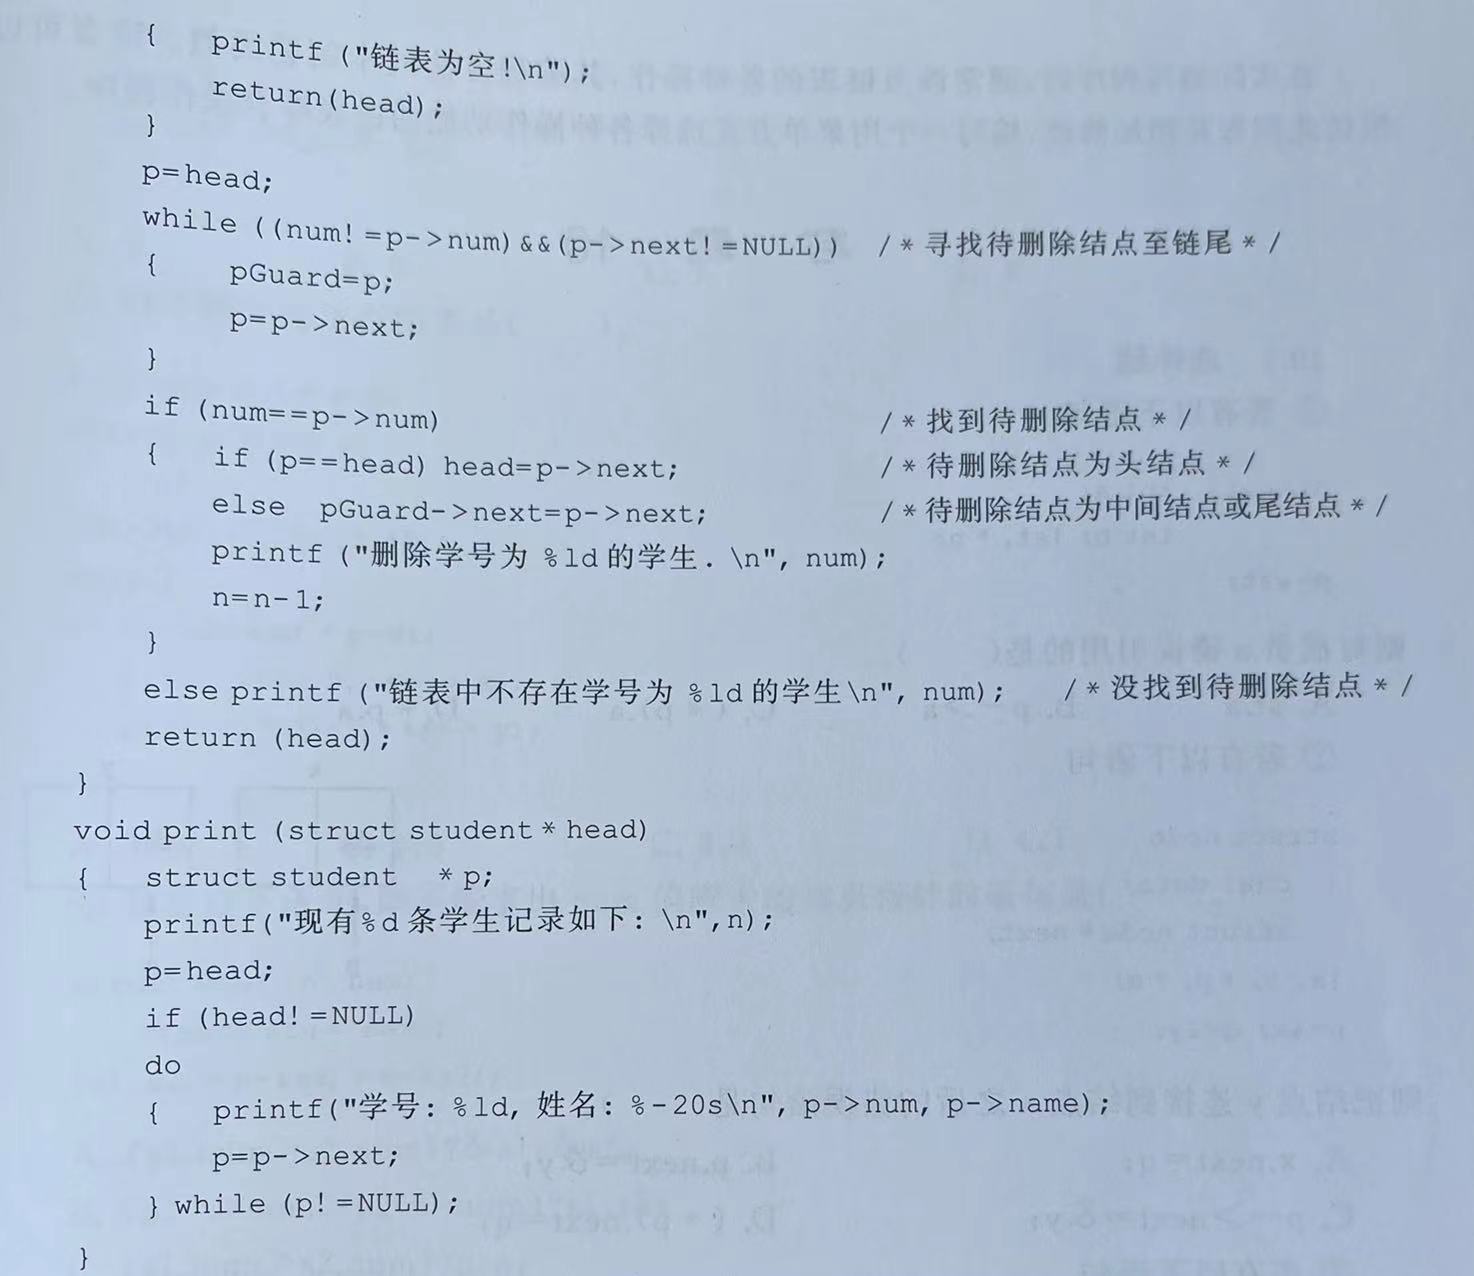 { printf ("链表为空!\n");
return(head);
}
p=head;
while ((num!=p->num)&&(p->next!=NULL)) /*寻找待删除结点至链尾*/
{ pGuard=p;
p=p->next;
}
if (num==p->num) /*找到待删除结点*/
{ if (p==head) head=p->next; /*待删除结点为头结点*/
else pGuard->next=p->next; /*待删除结点为中间结点或尾结点*/
printf ("删除学号为 %ld 的学生.\n", num);
n=n-1;
}
else printf ("链表中不存在学号为 %ld 的学生\n", num); /*没找到待删除结点*/
return (head);
}
void print (struct student * head)
{ struct student * p;
printf("现有%d 条学生记录如下: \n",n);
p=head;
if (head!=NULL)
do
{ printf("学号: %ld, 姓名: %-20s\n", p->num, p->name);
p=p->next;
} while (p!=NULL);
}